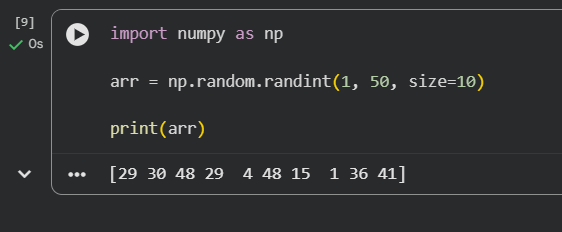 [9]
0s
import numpy as np
arr = np.random.randint(1, 50, size=10)
print(arr)
[29 30 48 29  4 48 15  1 36 41]